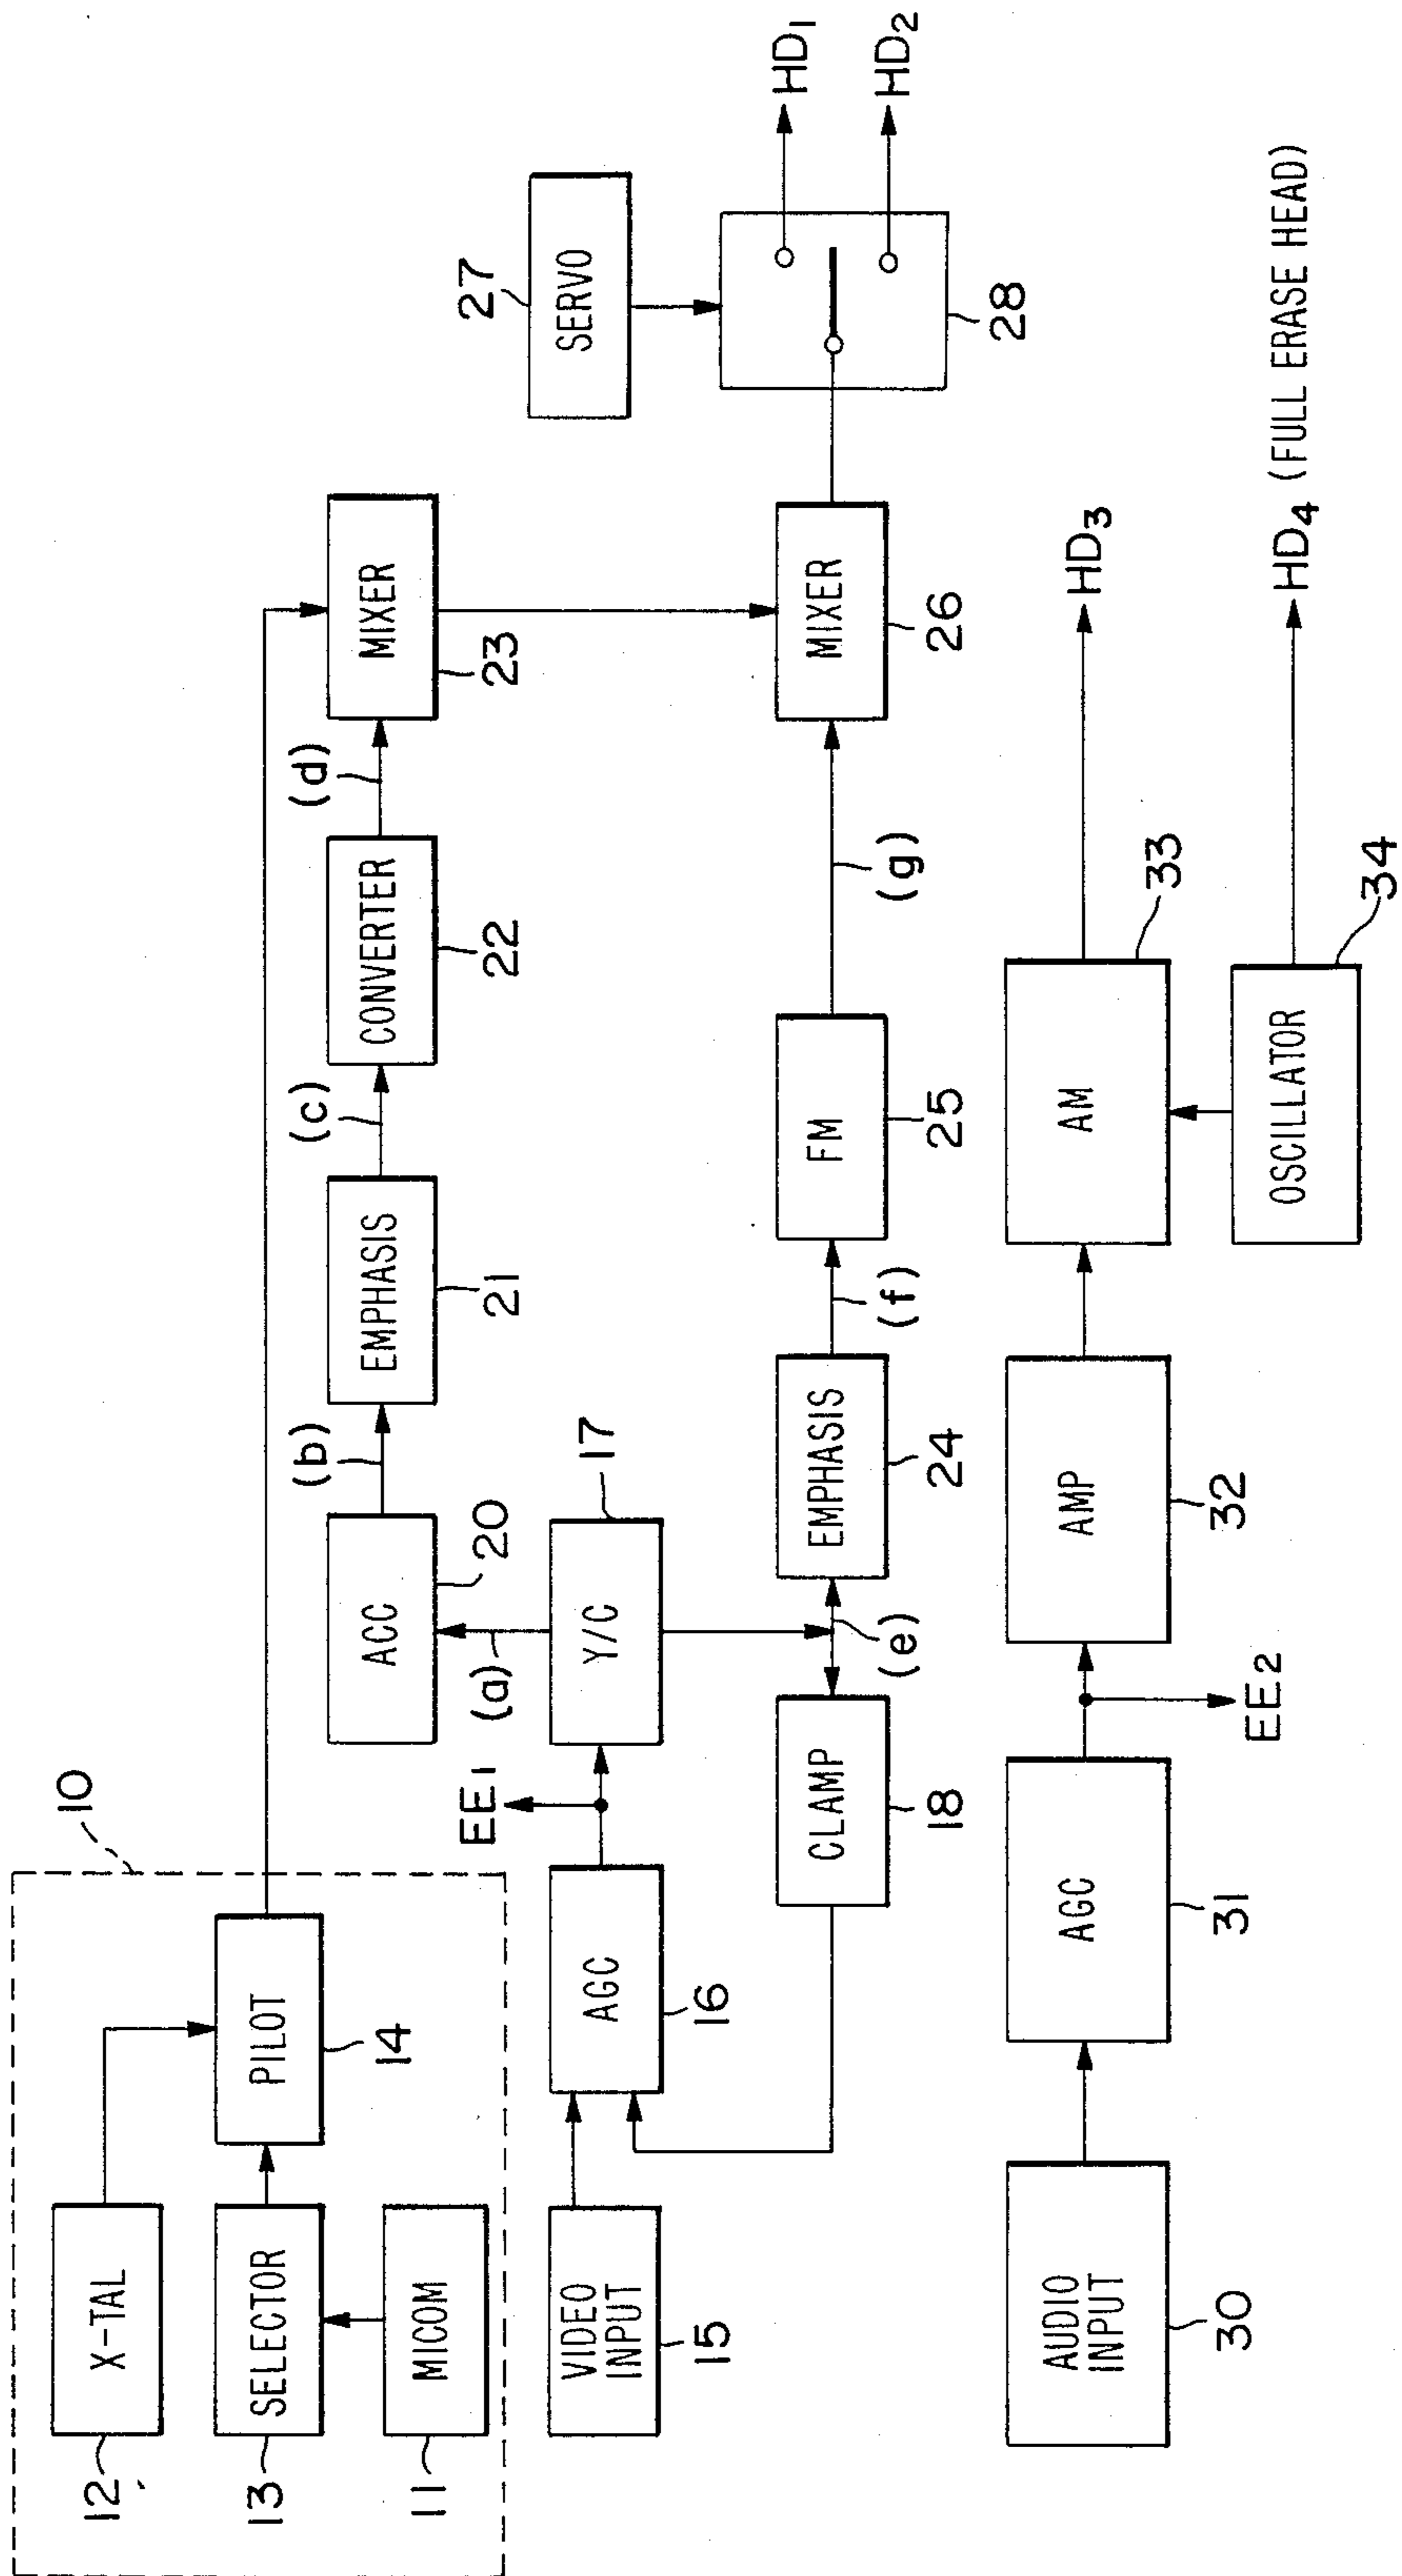 10
X-TAL
12
SELECTOR
13
MICOM
11
PILOT
14
VIDEO
INPUT
15
AGC
16
EE1
Y/C
17
(a)
ACC
20
(b)
EMPHASIS
21
(c)
CONVERTER
22
(d)
MIXER
23
CLAMP
18
(e)
EMPHASIS
24
(f)
FM
25
(g)
MIXER
26
SERVO
27
28
HD1
HD2
AUDIO
INPUT
30
AGC
31
EE2
AMP
32
AM
33
HD3
OSCILLATOR
34
HD4 (FULL ERASE HEAD)